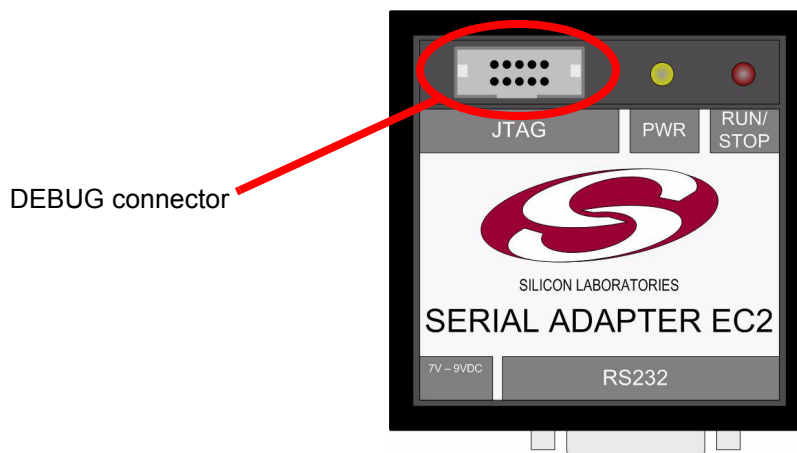 JTAG
PWR
RUN/
STOP
DEBUG connector
SILICON LABORATORIES
SERIAL ADAPTER EC2
7V – 9VDC
RS232